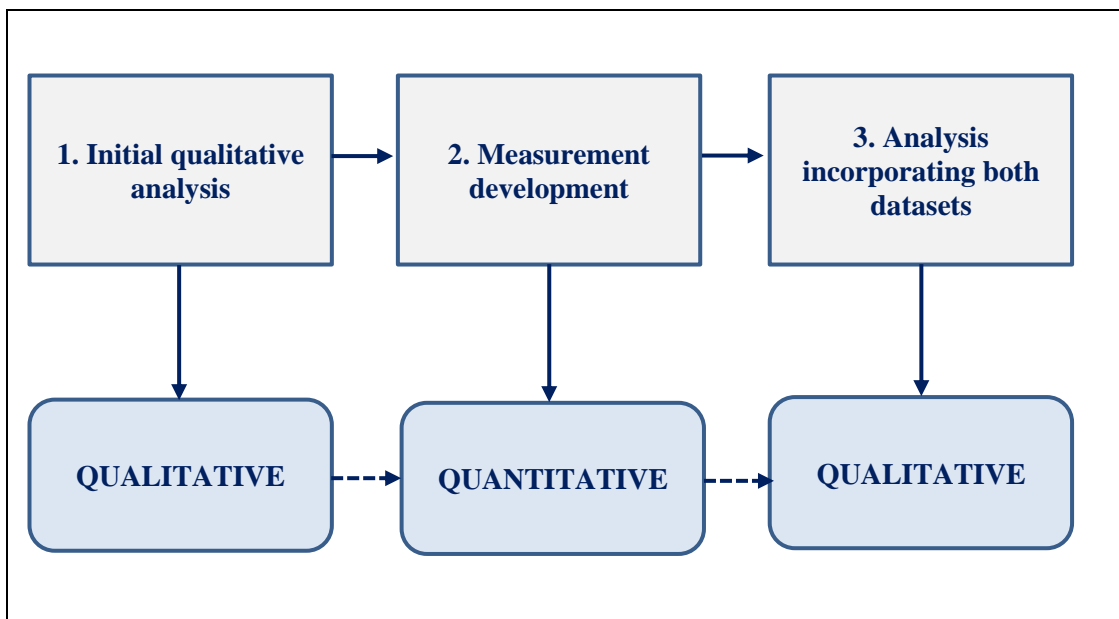 1. Initial qualitative
analysis
2. Measurement
development
3. Analysis
incorporating both
datasets
QUALITATIVE
QUANTITATIVE
QUALITATIVE